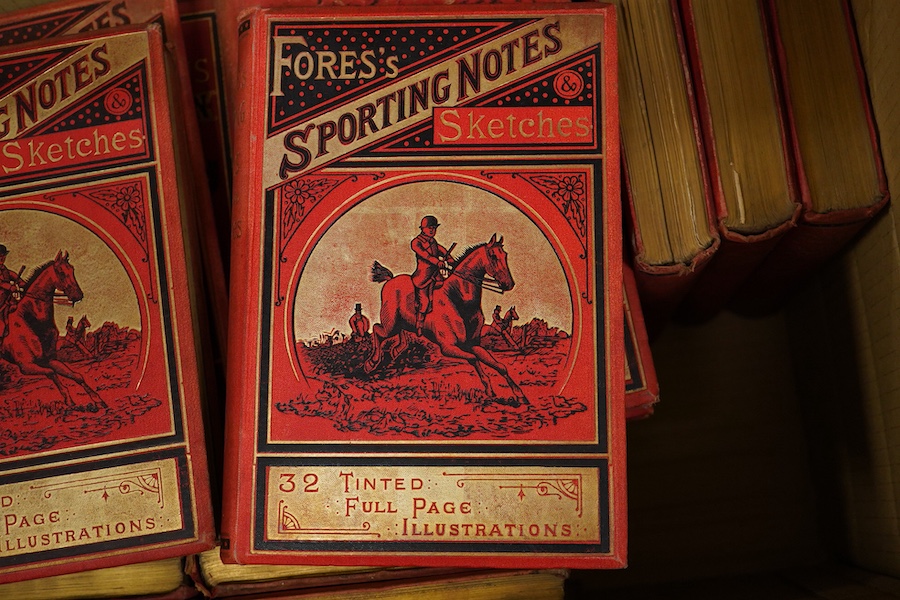 FORES'S
SPORTING NOTES
&
Sketches
32 TINTED
FULL PAGE
ILLUSTRATIONS
NOTES
&
Sketches
PAGE
ILLUSTRATIONS